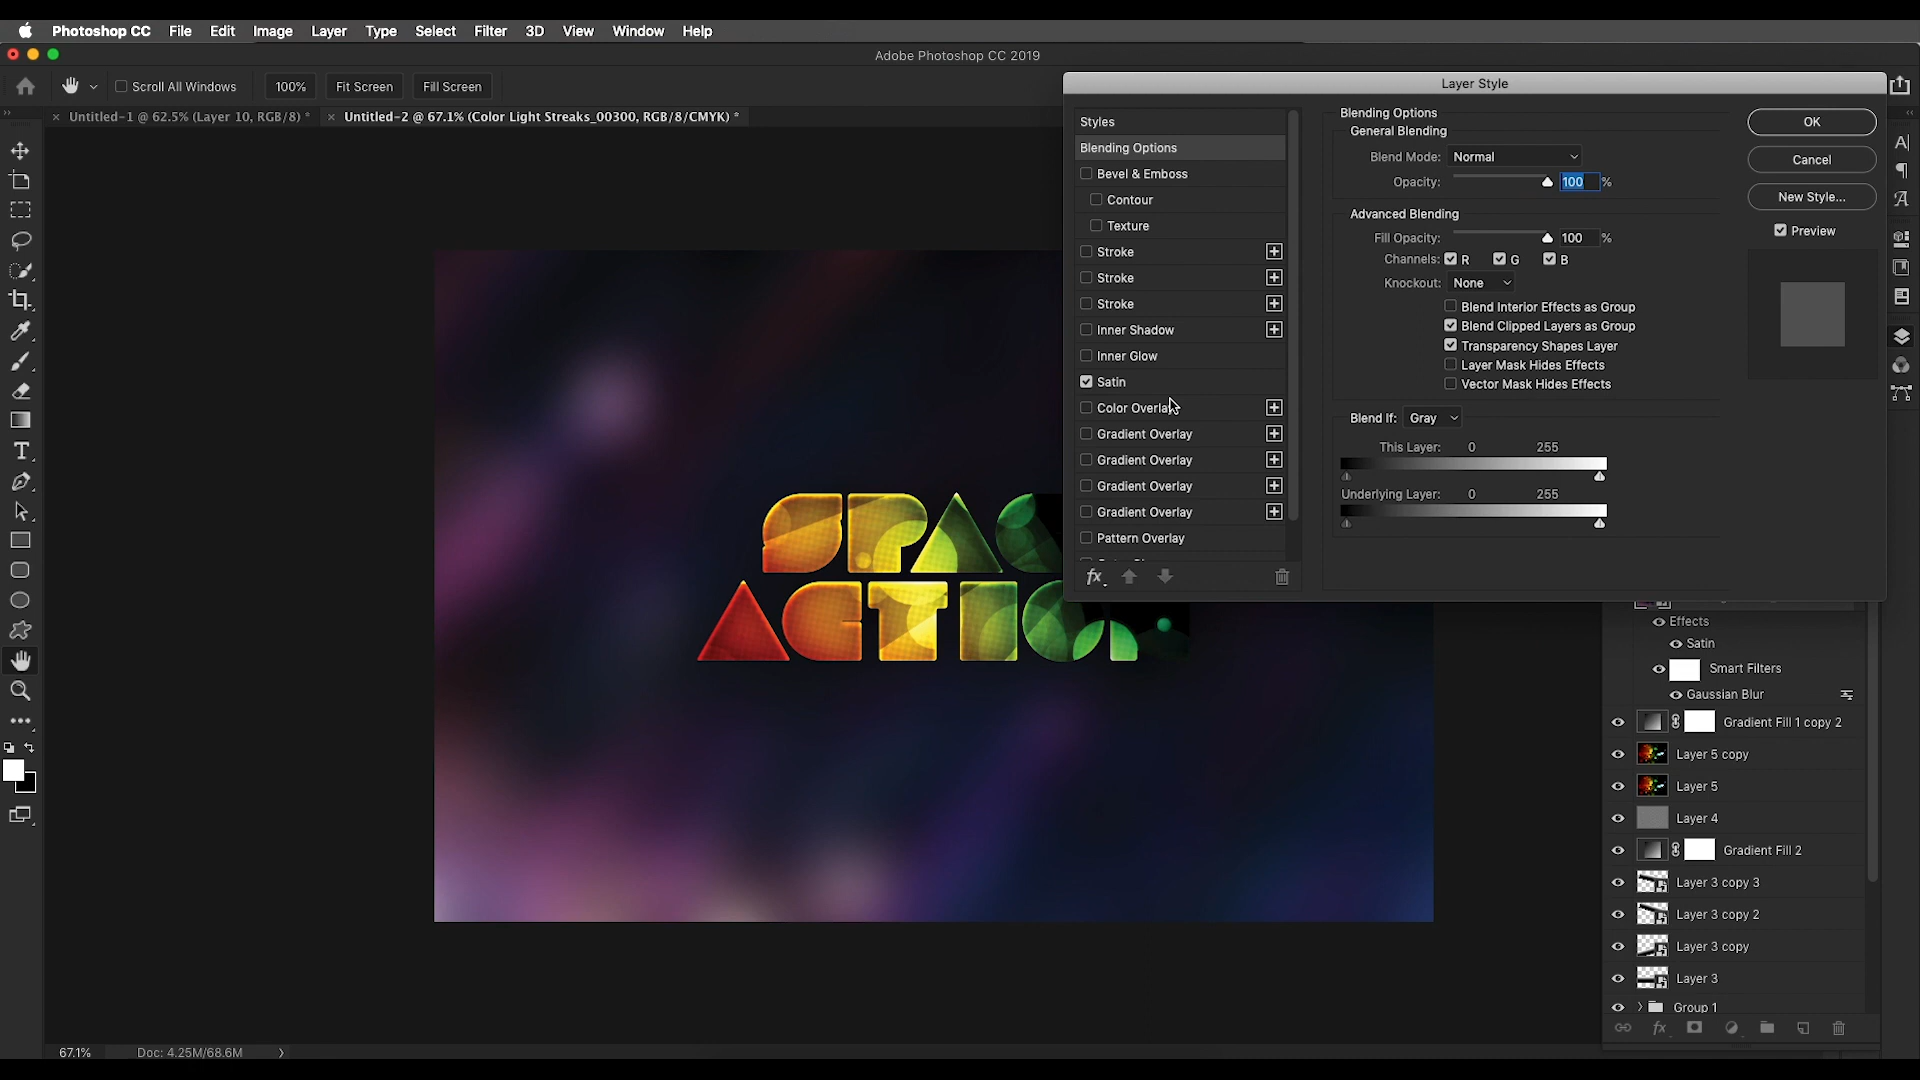 Photoshop CC File Edit Image Layer Type Select Filter 3D View Window Help
Adobe Photoshop CC 2019
Scroll All Windows 100% Fit Screen Fill Screen
× Untitled-1 @ 62.5% (Layer 10, RGB/8) * × Untitled-2 @ 67.1% (Color Light Streaks_00300, RGB/8/CMYK) *
Layer Style
Styles
Blending Options
Bevel & Emboss
Contour
Texture
Stroke
Stroke
Stroke
Inner Shadow
Inner Glow
Satin
Color Overlay
Gradient Overlay
Gradient Overlay
Gradient Overlay
Gradient Overlay
Pattern Overlay
fx
Blending Options
General Blending
Blend Mode: Normal
Opacity: 100 %
Advanced Blending
Fill Opacity: 100 %
Channels: R G B
Knockout: None
Blend Interior Effects as Group
Blend Clipped Layers as Group
Transparency Shapes Layer
Layer Mask Hides Effects
Vector Mask Hides Effects
Blend If: Gray
This Layer: 0 255
Underlying Layer: 0 255
OK
Cancel
New Style...
Preview
SPAC
ACTION
Effects
Satin
Smart Filters
Gaussian Blur
Gradient Fill 1 copy 2
Layer 5 copy
Layer 5
Layer 4
Gradient Fill 2
Layer 3 copy 3
Layer 3 copy 2
Layer 3 copy
Layer 3
Group 1
fx
67.1% Doc: 4.25M/68.6M